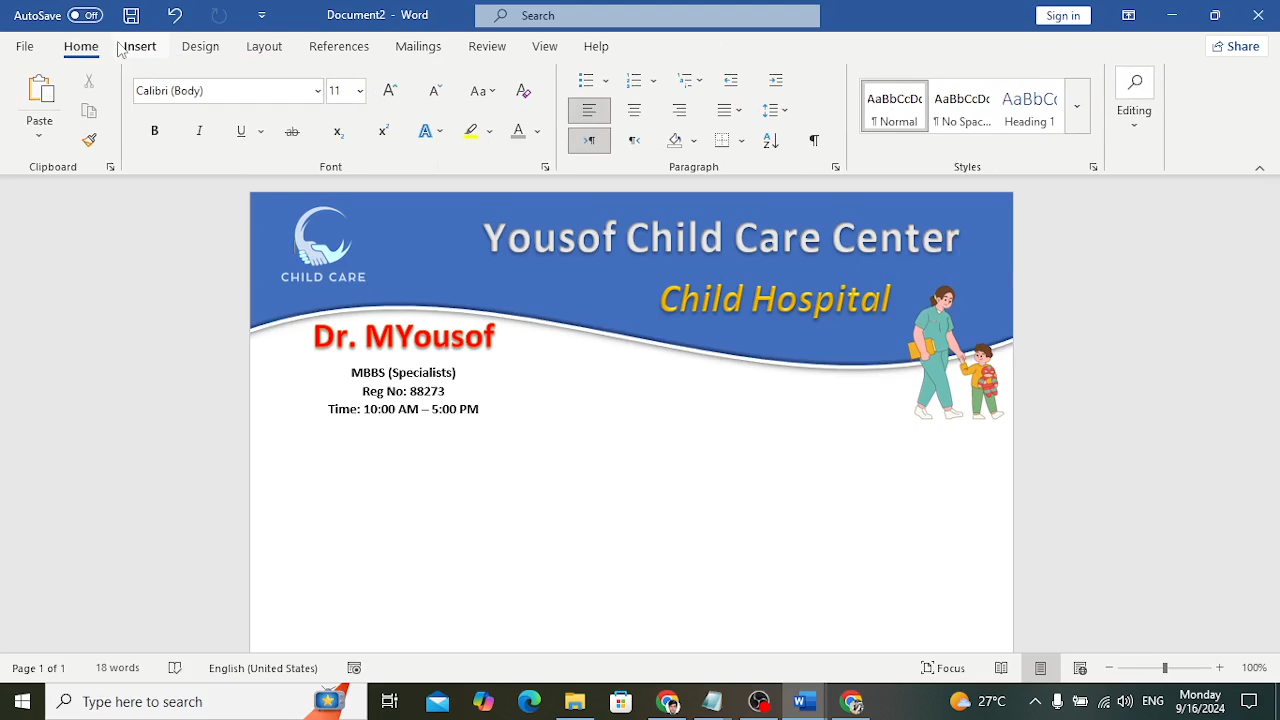 AutoSave Off
Document2 - Word
Search
Sign in
File Home Insert Design Layout References Mailings Review View Help
Share
Paste
Calibri (Body) 11
Aa
B I U ab x₂ x² A A
AaBbCcDc AaBbCcDc AaBbCc
¶ Normal ¶ No Spac... Heading 1
Editing
Clipboard Font Paragraph Styles
CHILD CARE
Yousof Child Care Center
Child Hospital
Dr. MYousof
MBBS (Specialists)
Reg No: 88273
Time: 10:00 AM – 5:00 PM
Page 1 of 1 18 words English (United States) Focus 100%
Type here to search
27°C
ENG
Monday
9/16/2024